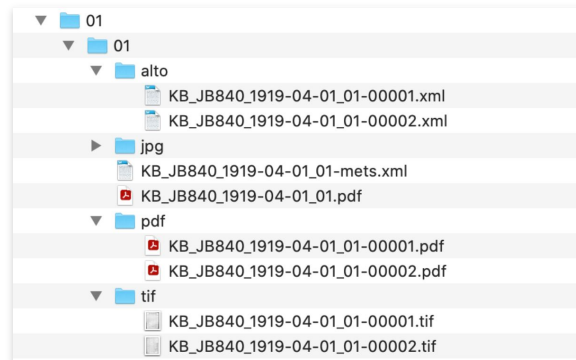 01
01
alto
KB_JB840_1919-04-01_01-00001.xml
KB_JB840_1919-04-01_01-00002.xml
jpg
KB_JB840_1919-04-01_01-mets.xml
KB_JB840_1919-04-01_01.pdf
pdf
KB_JB840_1919-04-01_01-00001.pdf
KB_JB840_1919-04-01_01-00002.pdf
tif
KB_JB840_1919-04-01_01-00001.tif
KB_JB840_1919-04-01_01-00002.tif